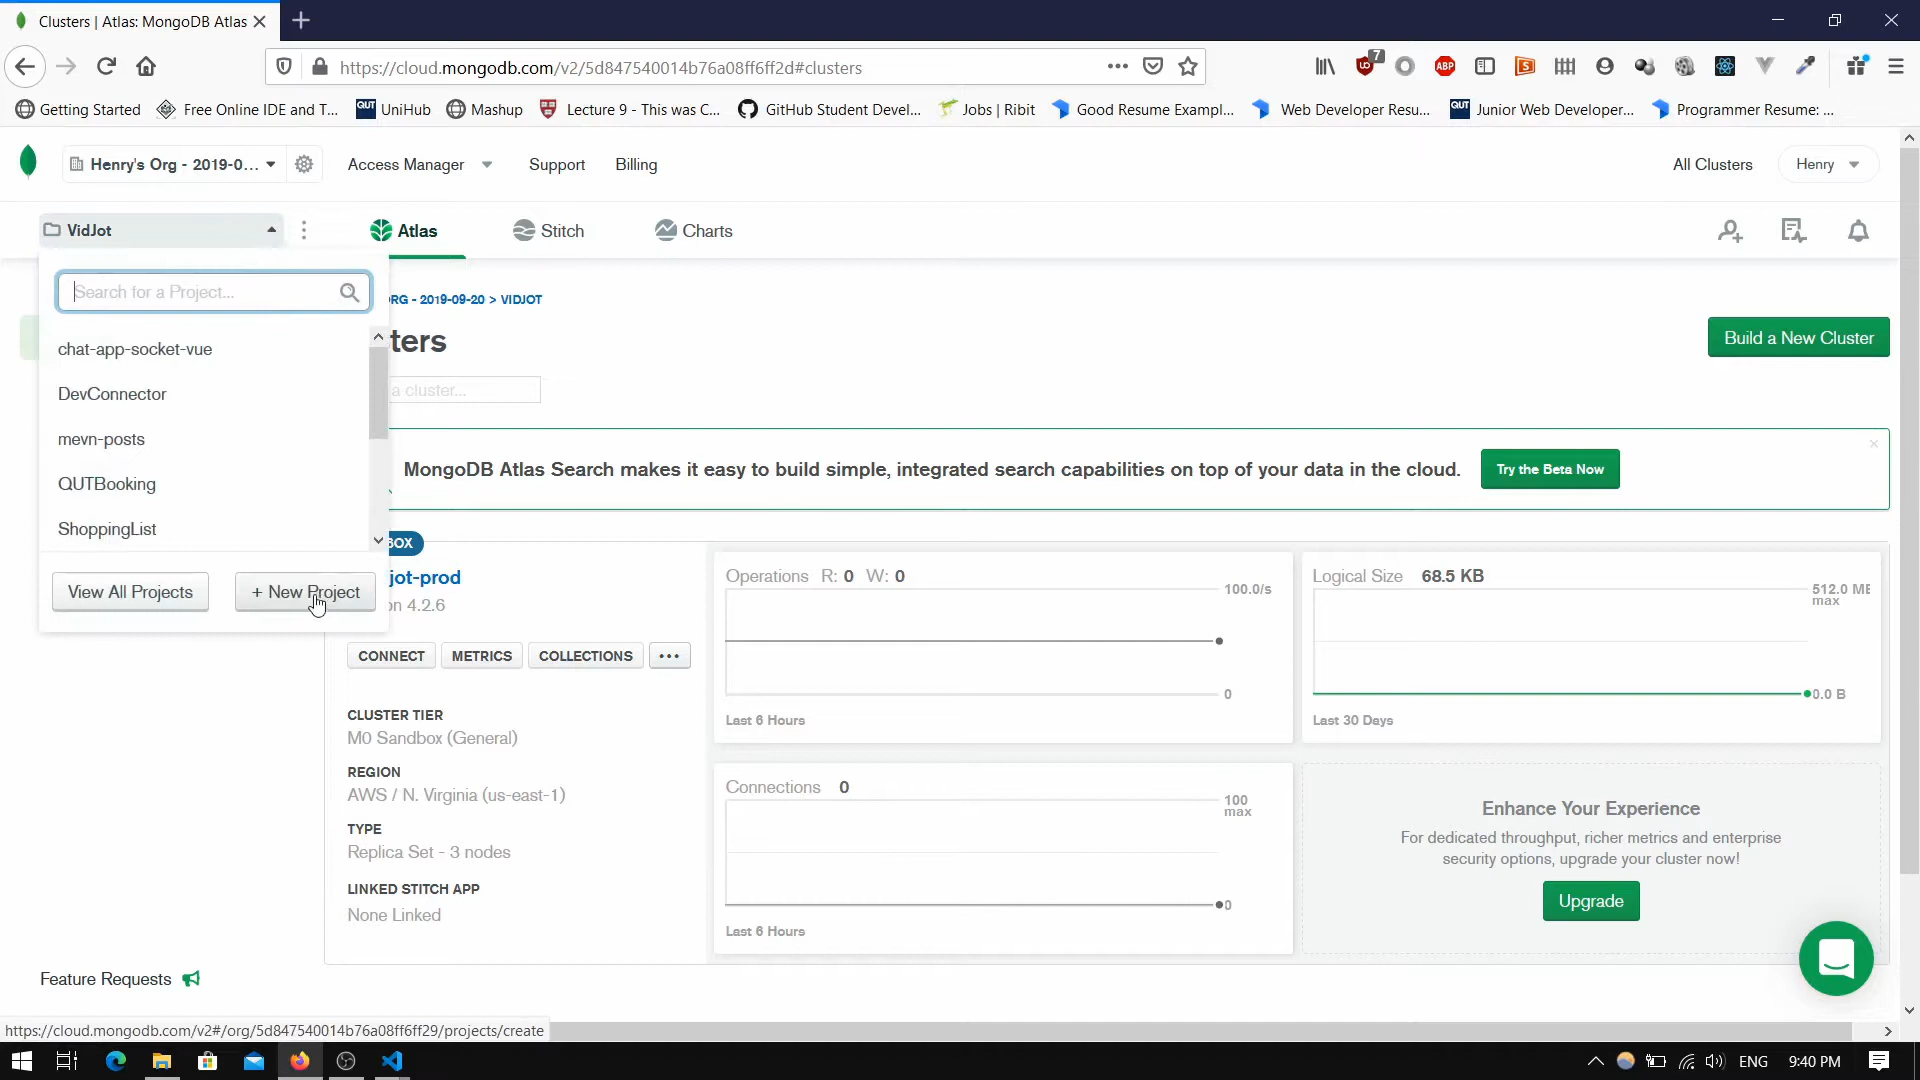 Clusters | Atlas: MongoDB Atlas
https://cloud.mongodb.com/v2/5d847540014b76a08ff6ff2d#clusters
7
ABP
Getting Started
Free Online IDE and T...
QUT
UniHub
Mashup
Lecture 9 - This was C...
GitHub Student Devel...
Jobs | Ribit
Good Resume Exampl...
Web Developer Resu...
QUT
Junior Web Developer...
Programmer Resume: ...
Henry's Org - 2019-0...
Access Manager
Support
Billing
All Clusters
Henry
VidJot
Atlas
Stitch
Charts
Search for a Project...
RG - 2019-09-20 > VIDJOT
ters
Build a New Cluster
a cluster...
chat-app-socket-vue
DevConnector
mevn-posts
QUTBooking
ShoppingList
View All Projects
+ New Project
MongoDB Atlas Search makes it easy to build simple, integrated search capabilities on top of your data in the cloud.
Try the Beta Now
BOX
jot-prod
on 4.2.6
CONNECT
METRICS
COLLECTIONS
...
CLUSTER TIER
M0 Sandbox (General)
REGION
AWS / N. Virginia (us-east-1)
TYPE
Replica Set - 3 nodes
LINKED STITCH APP
None Linked
Operations R: 0 W: 0
100.0/s
0
Last 6 Hours
Logical Size 68.5 KB
512.0 MB
max
0.0 B
Last 30 Days
Connections 0
100
max
0
Last 6 Hours
Enhance Your Experience
For dedicated throughput, richer metrics and enterprise
security options, upgrade your cluster now!
Upgrade
Feature Requests
https://cloud.mongodb.com/v2#/org/5d847540014b76a08ff6ff29/projects/create
ENG
9:40 PM